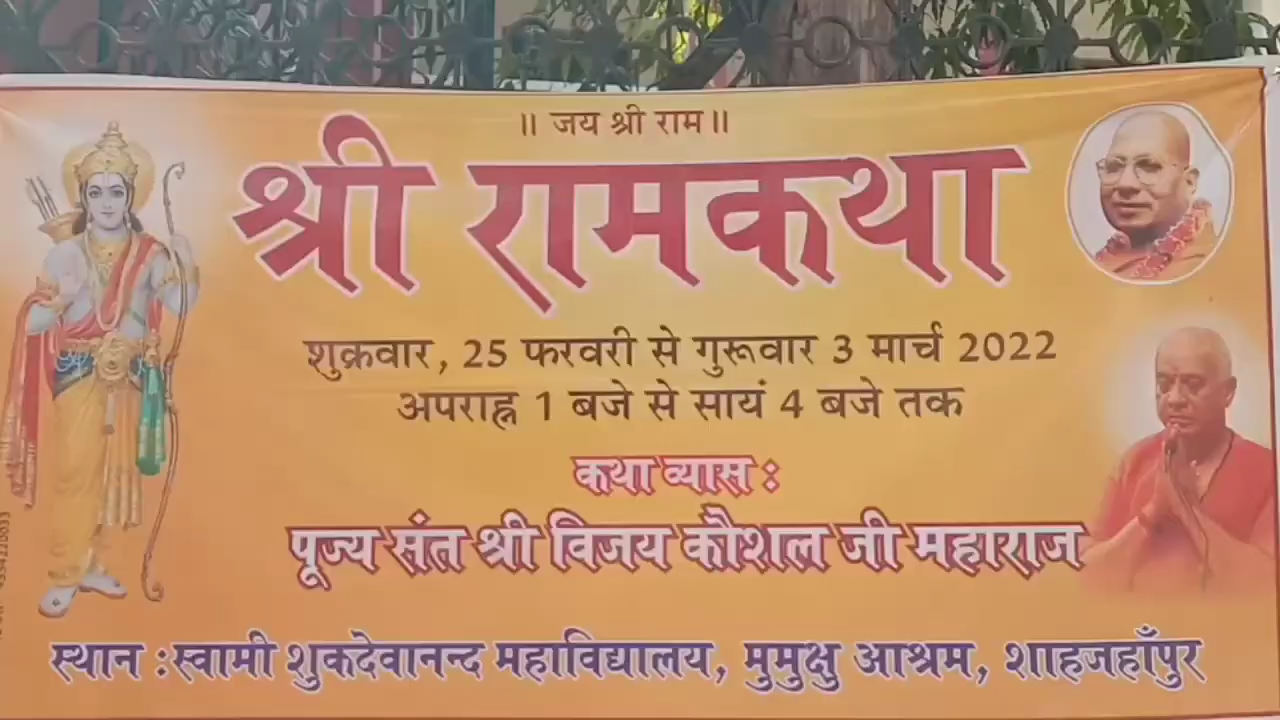 ॥ जय श्री राम॥
श्री रामकथा
शुक्रवार, 25 फरवरी से गुरूवार 3 मार्च 2022
अपराह्न 1 बजे से सायं 4 बजे तक
कथा व्यास :
पूज्य संत श्री विजय कौशल जी महाराज
स्थान :स्वामी शुकदेवानन्द महाविद्यालय, मुमुक्षु आश्रम, शाहजहाँपुर